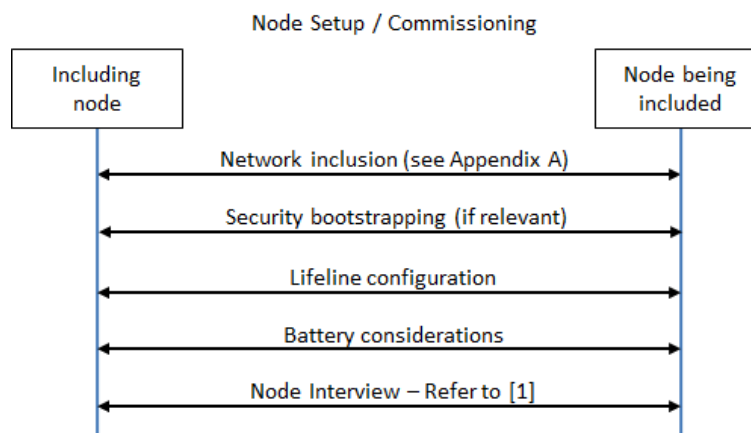 Node Setup / Commissioning
Including
node
Node being
included
Network inclusion (see Appendix A)
Security bootstrapping (if relevant)
Lifeline configuration
Battery considerations
Node Interview – Refer to [1]